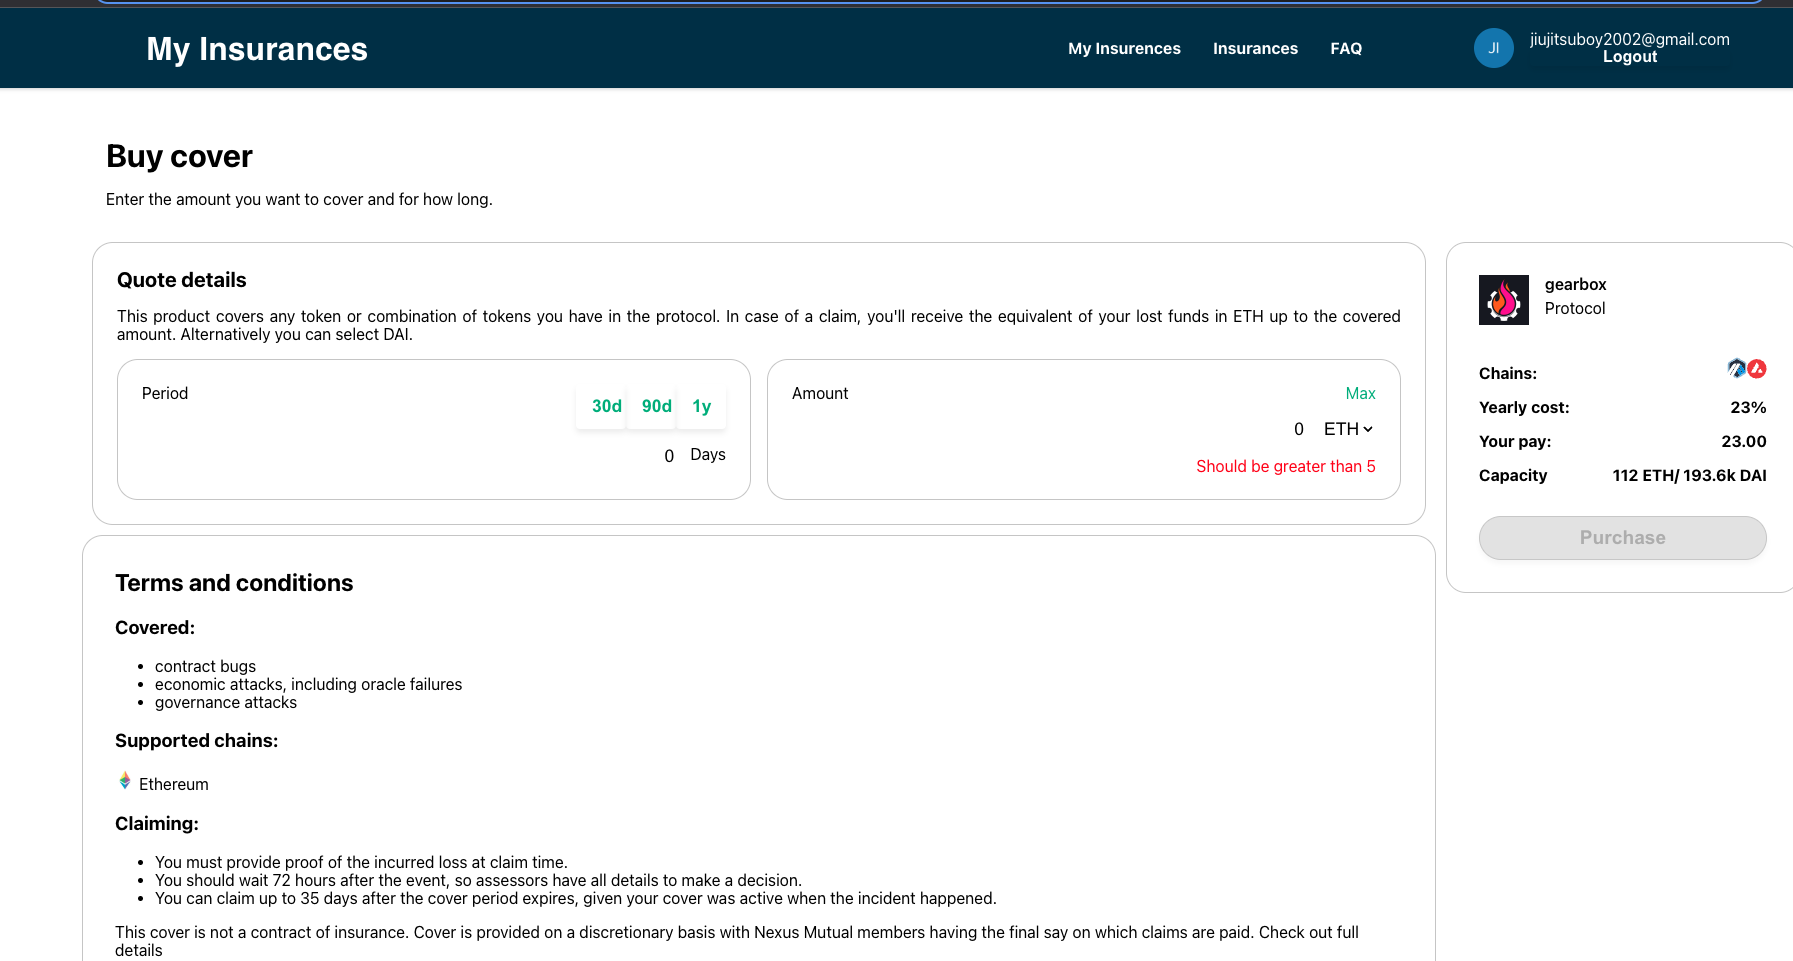 My Insurances
My Insurences
Insurances
FAQ
JI
jiujitsuboy2002@gmail.com
Logout
Buy cover
Enter the amount you want to cover and for how long.
Quote details
This product covers any token or combination of tokens you have in the protocol. In case of a claim, you'll receive the equivalent of your lost funds in ETH up to the covered
amount. Alternatively you can select DAI.
Period
30d 90d 1y
0 Days
Amount
Max
0 ETH
Should be greater than 5
gearbox
Protocol
Chains:
Yearly cost: 23%
Your pay: 23.00
Capacity 112 ETH/ 193.6k DAI
Purchase
Terms and conditions
Covered:
• contract bugs
• economic attacks, including oracle failures
• governance attacks
Supported chains:
Ethereum
Claiming:
• You must provide proof of the incurred loss at claim time.
• You should wait 72 hours after the event, so assessors have all details to make a decision.
• You can claim up to 35 days after the cover period expires, given your cover was active when the incident happened.
This cover is not a contract of insurance. Cover is provided on a discretionary basis with Nexus Mutual members having the final say on which claims are paid. Check out full
details